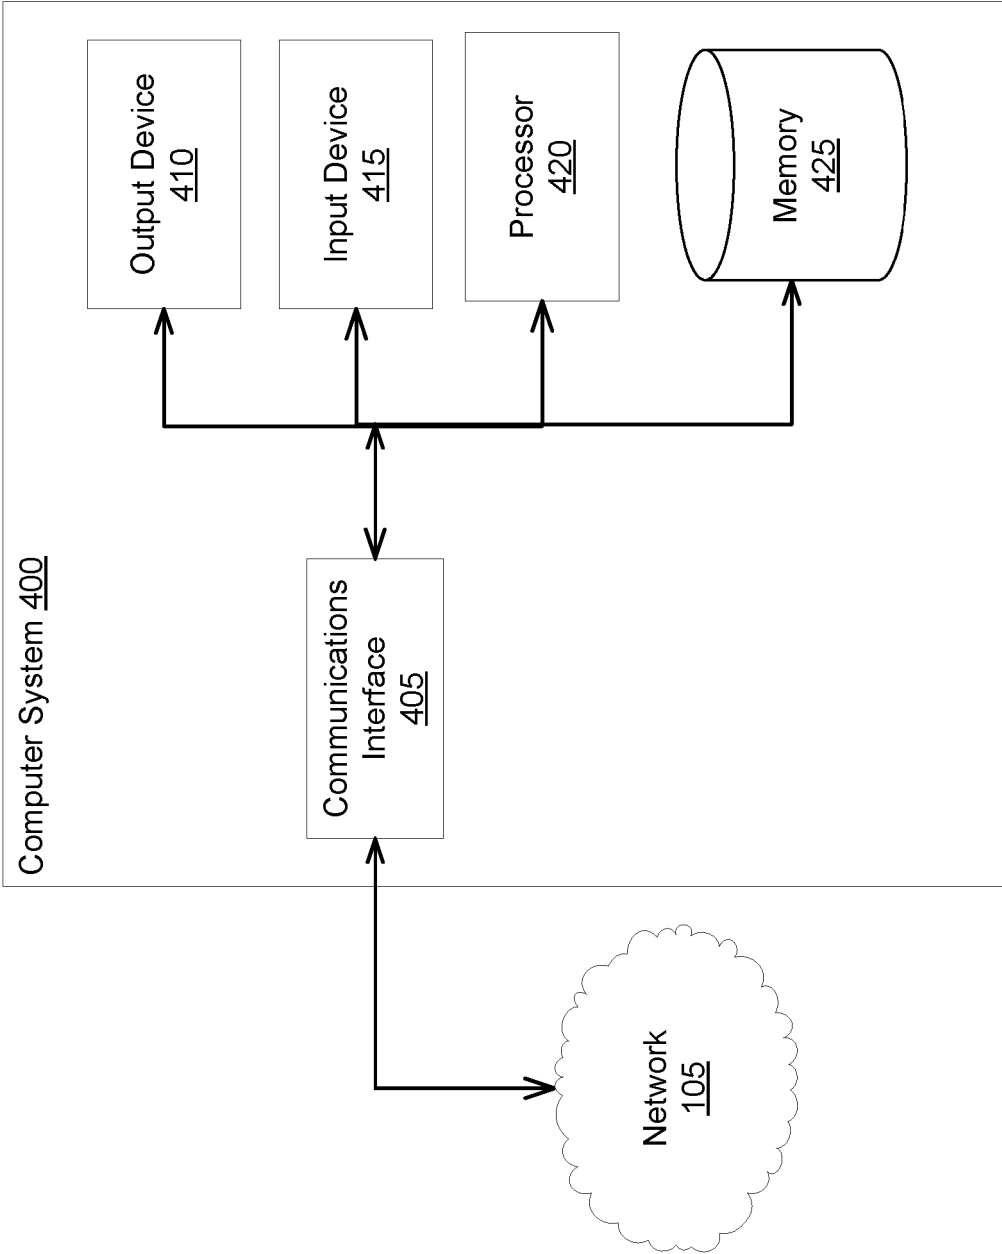 Computer System 400
Output Device
410
Input Device
415
Communications
Interface
405
Processor
420
Memory
425
Network
105